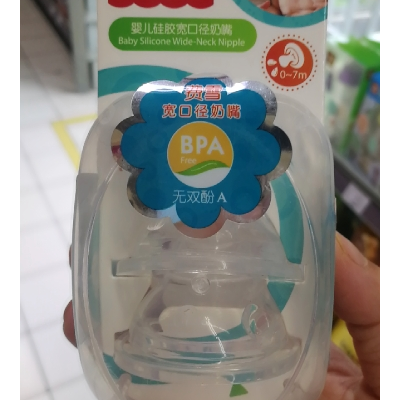 婴儿硅胶宽口径奶嘴
Baby Silicone Wide-Neck Nipple
0~7m
宽口径奶嘴
BPA
Free
无双酚 A